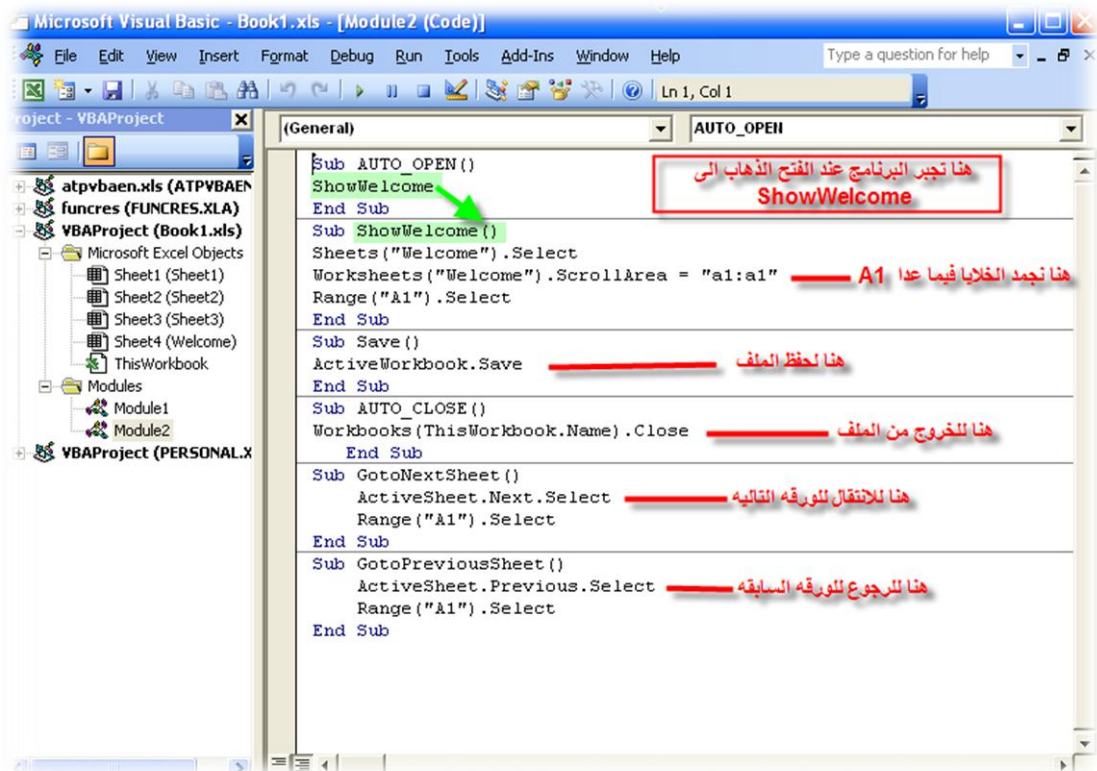 Microsoft Visual Basic - Book1.xls - [Module2 (Code)]
File Edit View Insert Format Debug Run Tools Add-Ins Window Help
Type a question for help
Ln 1, Col 1
Project - VBAProject
atpvbaen.xls (ATPVBAEN
funcres (FUNCRES.XLA)
VBAProject (Book1.xls)
Microsoft Excel Objects
Sheet1 (Sheet1)
Sheet2 (Sheet2)
Sheet3 (Sheet3)
Sheet4 (Welcome)
ThisWorkbook
Modules
Module1
Module2
VBAProject (PERSONAL.X
(General)
AUTO_OPEN
Sub AUTO_OPEN()
ShowWelcome
End Sub
هنا تجبر البرنامج عند الفتح الذهاب الى
ShowWelcome
Sub ShowWelcome()
Sheets("Welcome").Select
Worksheets("Welcome").ScrollArea = "a1:a1"
هنا نجمد الخلايا فيما عدا A1
Range("A1").Select
End Sub
Sub Save()
ActiveWorkbook.Save
هنا لحفظ الملف
End Sub
Sub AUTO_CLOSE()
Workbooks(ThisWorkbook.Name).Close
هنا للخروج من الملف
End Sub
Sub GotoNextSheet()
ActiveSheet.Next.Select
هنا للانتقال للورقه التاليه
Range("A1").Select
End Sub
Sub GotoPreviousSheet()
ActiveSheet.Previous.Select
هنا للرجوع للورقه السابقه
Range("A1").Select
End Sub